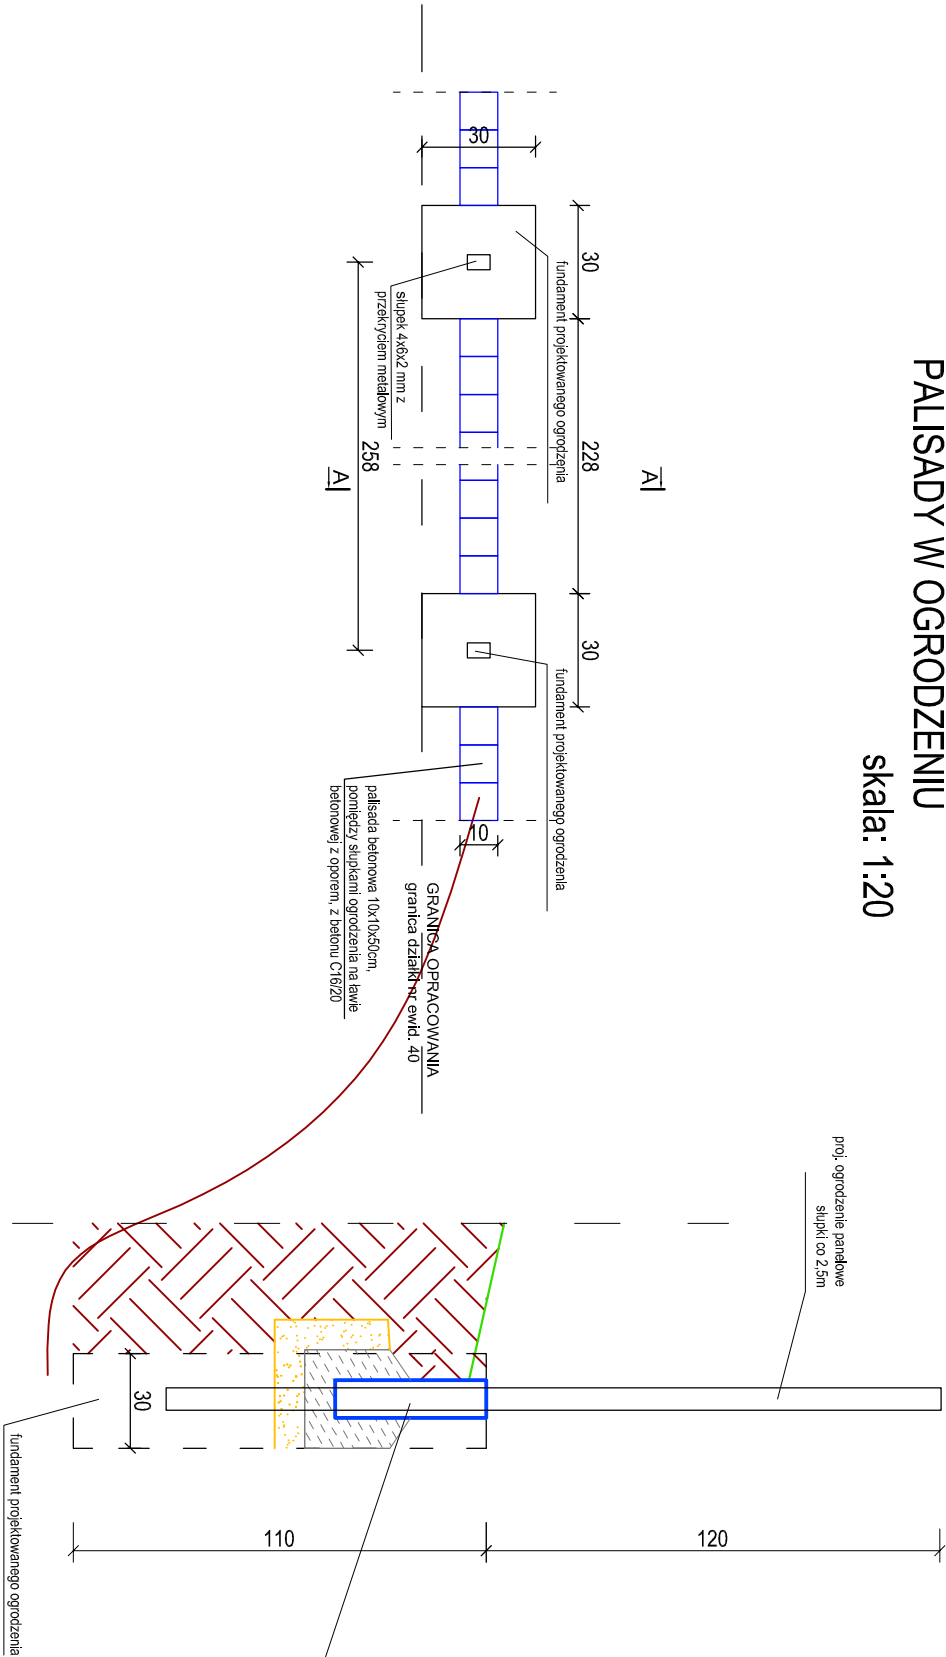 PALISADY W OGRODZENIU
skala: 1:20
A
A
30
30
228
30
258
10
fundament projektowanego ogrodzenia
fundament projektowanego ogrodzenia
słupek 4x6x2 mm z
przekryciem metalowym
palisada betonowa 10x10x50cm,
pomiędzy słupkami ogrodzenia na ławie
betonowej z oporem, z betonu C16/20
GRANICA OPRACOWANIA
granica działki nr ewid. 40
proj. ogrodzenie panelowe
słupki co 2,5m
30
110
120
fundament projektowanego ogrodzenia